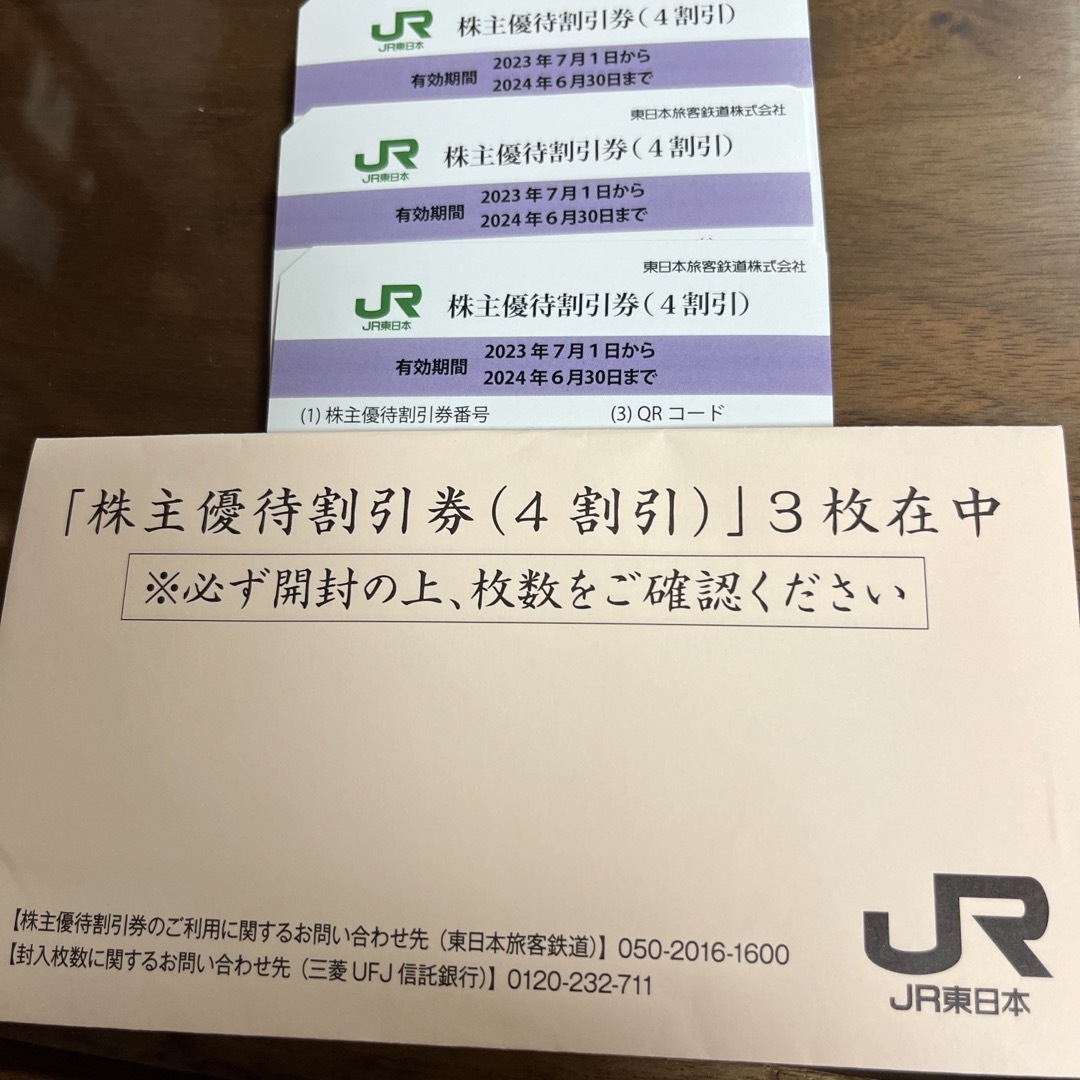 JR
JR東日本
株主優待割引券(4割引)
有効期間
2023年7月1日から
2024年6月30日まで
東日本旅客鉄道株式会社
JR
JR東日本
株主優待割引券(4割引)
有効期間
2023年7月1日から
2024年6月30日まで
東日本旅客鉄道株式会社
JR
JR東日本
株主優待割引券(4割引)
有効期間
2023年7月1日から
2024年6月30日まで
(1) 株主優待割引券番号
(3) QRコード
「株主優待割引券(4割引)」3枚在中
※必ず開封の上、枚数をご確認ください
【株主優待割引券のご利用に関するお問い合わせ先(東日本旅客鉄道)】050-2016-1600
【封入枚数に関するお問い合わせ先(三菱UFJ信託銀行)】0120-232-711
JR
JR東日本